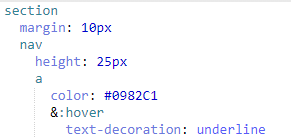 section
  margin: 10px
  nav
    height: 25px
    a
      color: #0982C1
      &:hover
        text-decoration: underline